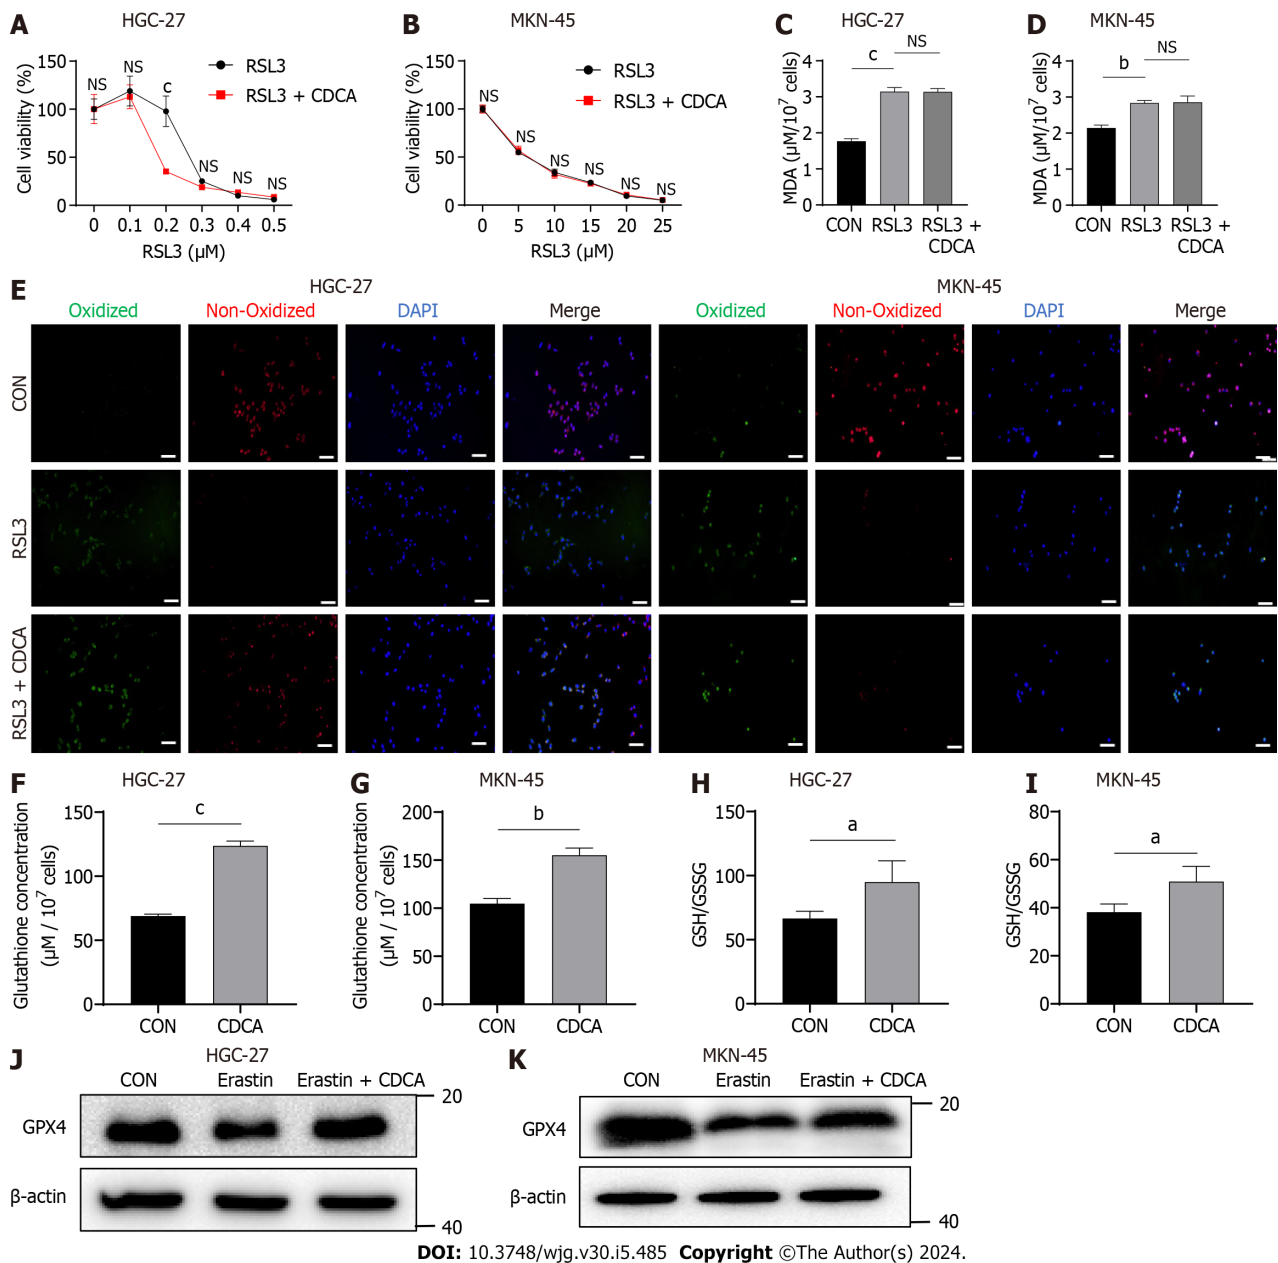 A HGC-27
Cell viability (%)
150
100
50
0
NS NS c NS NS NS
RSL3
RSL3 + CDCA
0 0.1 0.2 0.3 0.4 0.5
RSL3 (µM)
B MKN-45
Cell viability (%)
150
100
50
0
NS NS NS NS NS NS
RSL3
RSL3 + CDCA
0 5 10 15 20 25
RSL3 (µM)
C HGC-27
MDA (µM/10⁷ cells)
4
3
2
1
0
c NS
CON RSL3 RSL3 +
CDCA
D MKN-45
MDA (µM/10⁷ cells)
4
3
2
1
0
b NS
CON RSL3 RSL3 +
CDCA
E HGC-27 MKN-45
Oxidized Non-Oxidized DAPI Merge Oxidized Non-Oxidized DAPI Merge
CON
RSL3
RSL3 + CDCA
F HGC-27
Glutathione concentration
(µM / 10⁷ cells)
150
100
50
0
c
CON CDCA
G MKN-45
Glutathione concentration
(µM / 10⁷ cells)
200
150
100
50
0
b
CON CDCA
H HGC-27
GSH/GSSG
150
100
50
0
a
CON CDCA
I MKN-45
GSH/GSSG
80
60
40
20
0
a
CON CDCA
J HGC-27
CON Erastin Erastin + CDCA
20
GPX4
β-actin
40
K MKN-45
CON Erastin Erastin + CDCA
20
GPX4
β-actin
40
DOI: 10.3748/wjg.v30.i5.485 Copyright ©The Author(s) 2024.